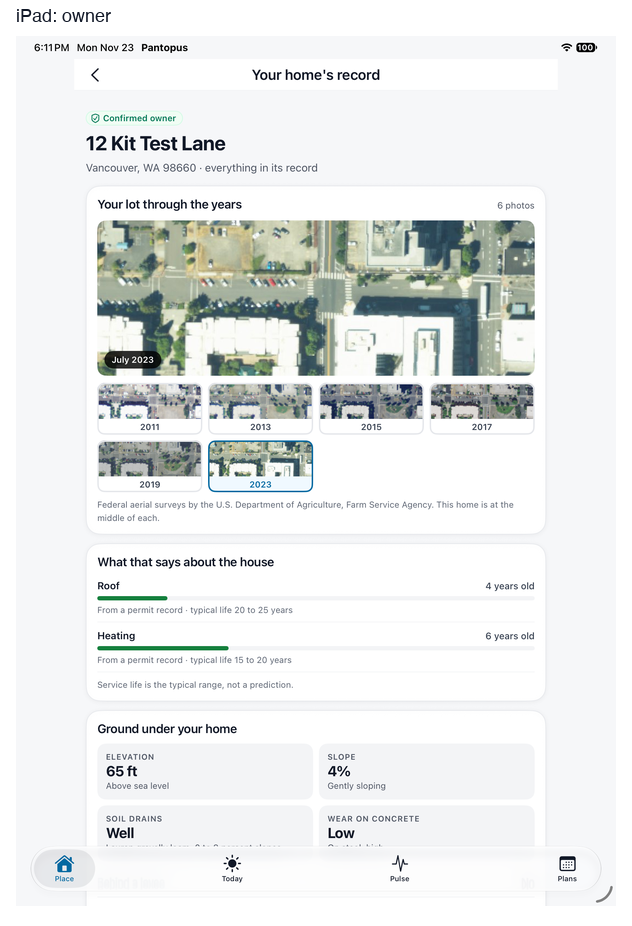 iPad: owner
6:11 PM Mon Nov 23 Pantopus
100
Your home's record
Confirmed owner
12 Kit Test Lane
Vancouver, WA 98660 · everything in its record
Your lot through the years
6 photos
July 2023
2011
2013
2015
2017
2019
2023
Federal aerial surveys by the U.S. Department of Agriculture, Farm Service Agency. This home is at the
middle of each.
What that says about the house
Roof
4 years old
From a permit record · typical life 20 to 25 years
Heating
6 years old
From a permit record · typical life 15 to 20 years
Service life is the typical range, not a prediction.
Ground under your home
ELEVATION
65 ft
Above sea level
SLOPE
4%
Gently sloping
SOIL DRAINS
Well
WEAR ON CONCRETE
Low
Place
Today
Pulse
Plans